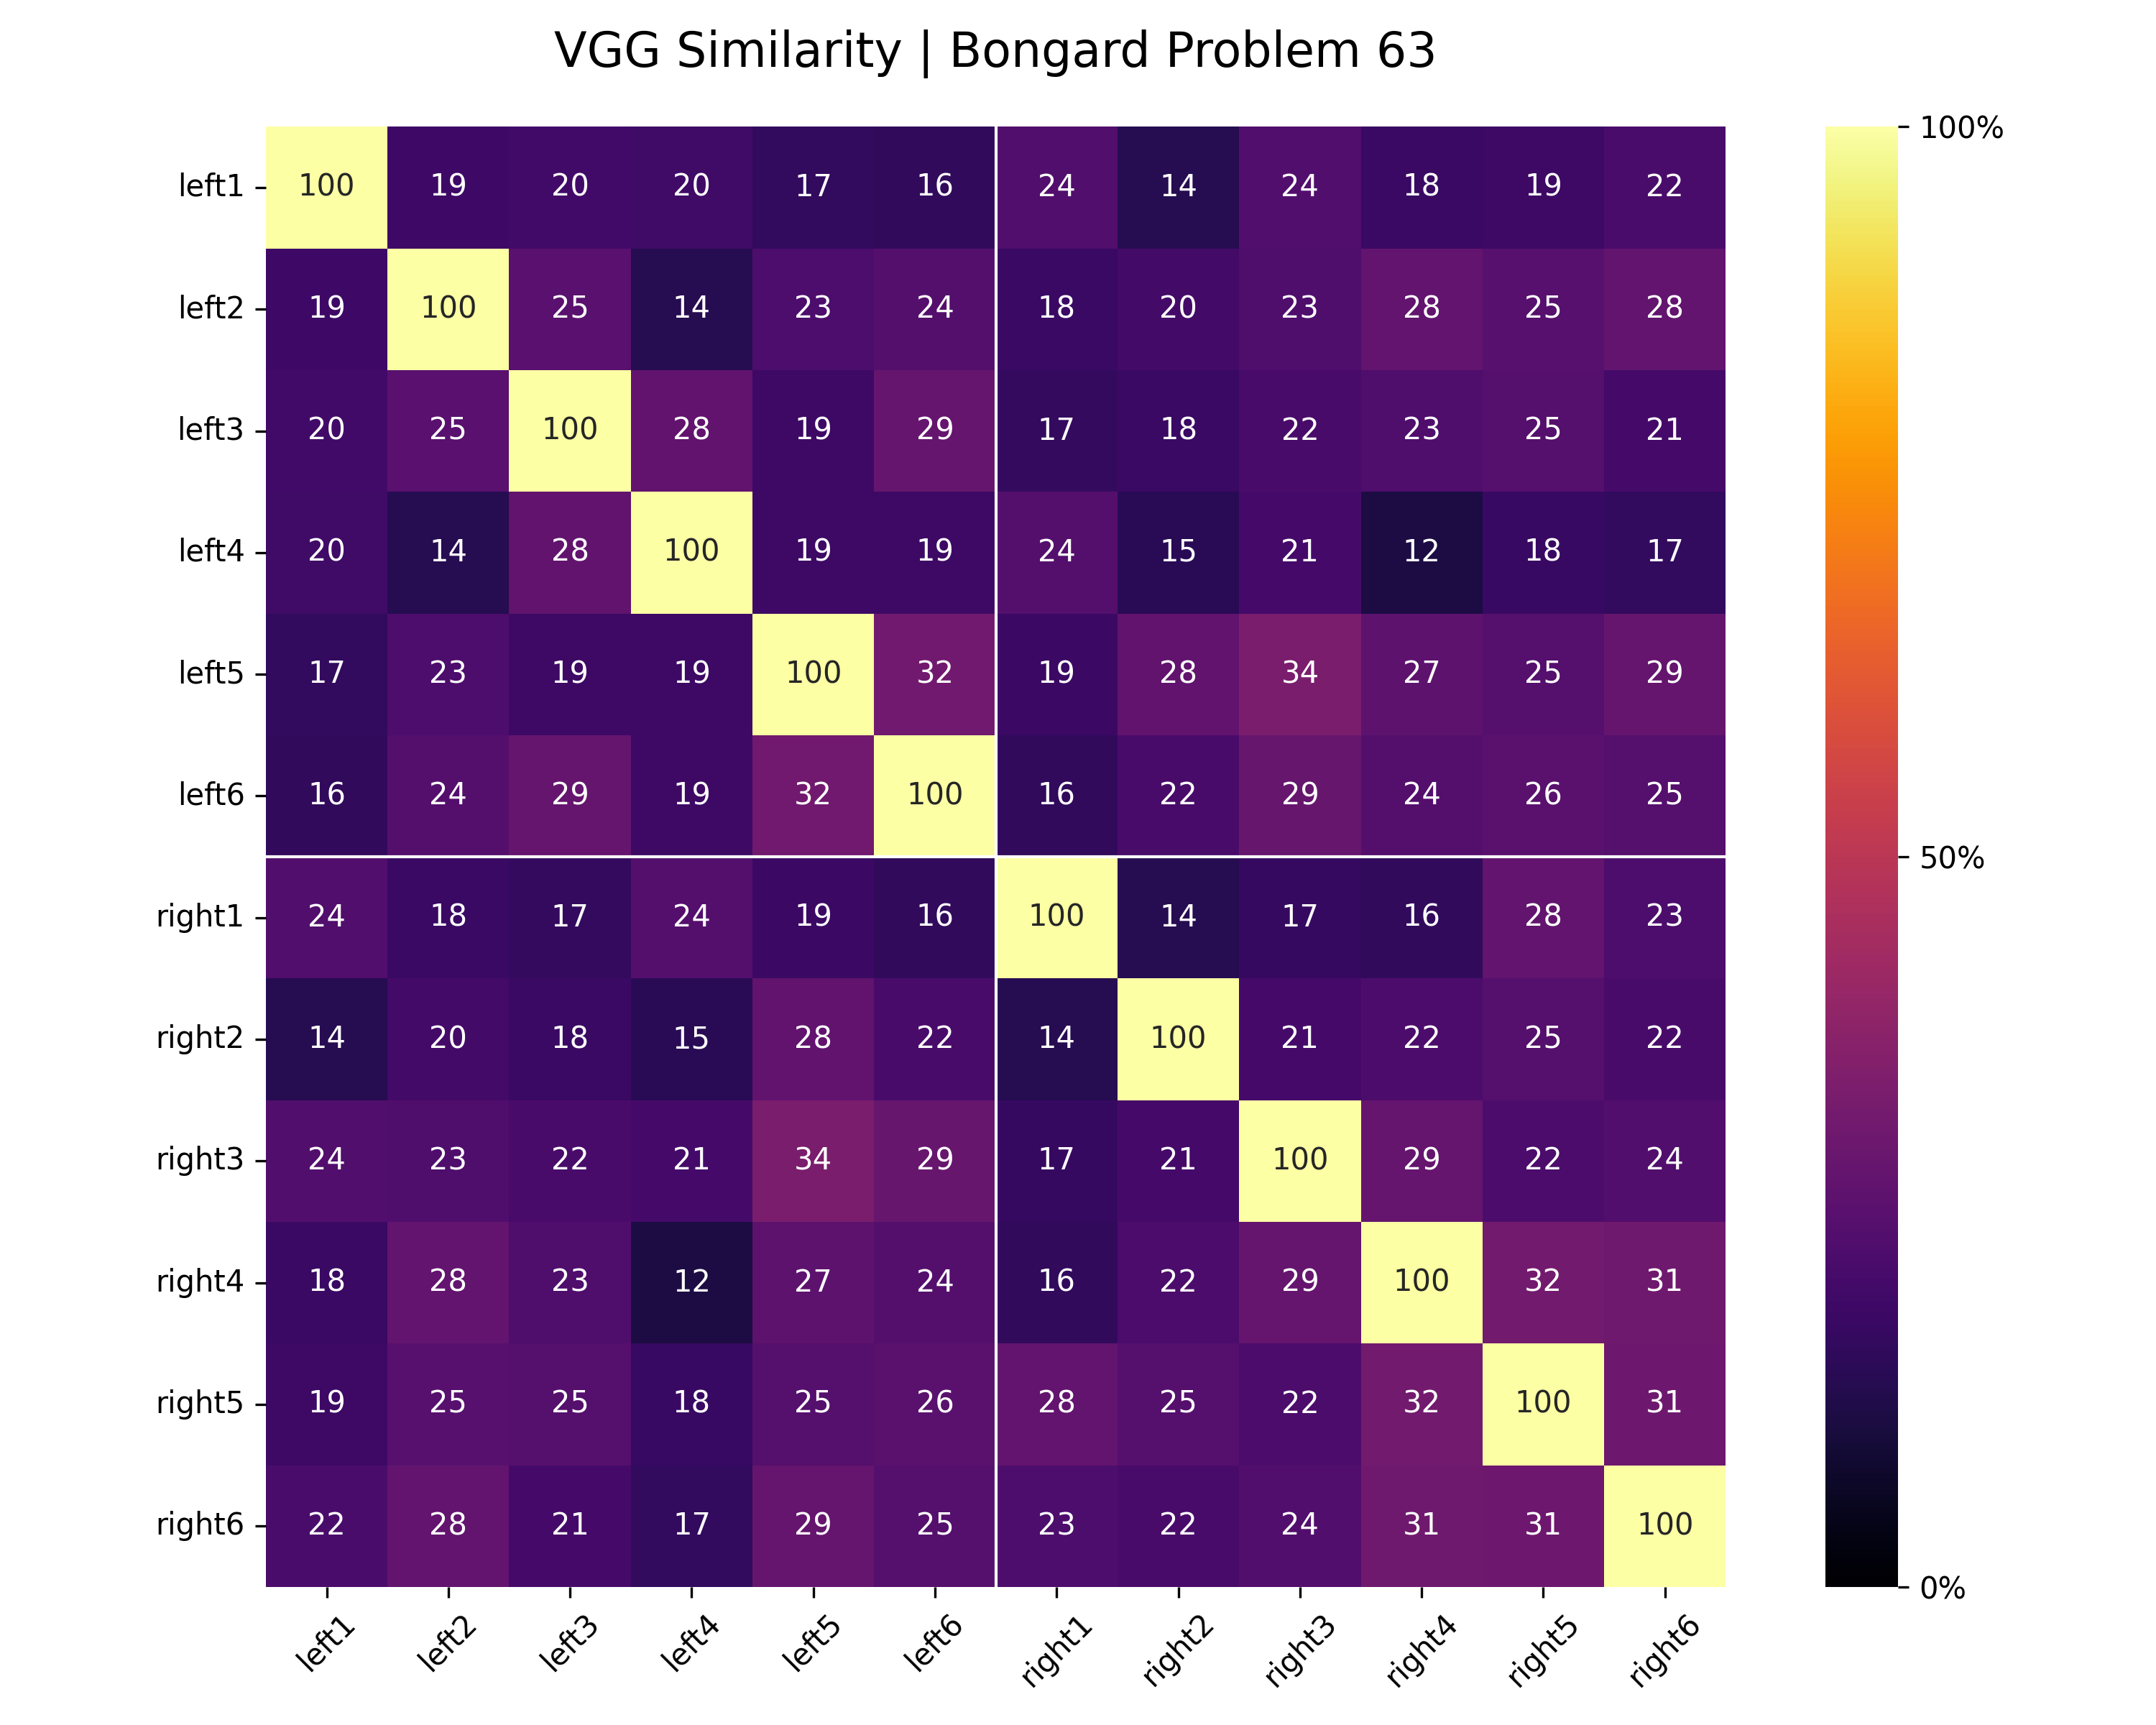 VGG Similarity | Bongard Problem 63
left1 100 19 20 20 17 16 24 14 24 18 19 22
left2 19 100 25 14 23 24 18 20 23 28 25 28
left3 20 25 100 28 19 29 17 18 22 23 25 21
left4 20 14 28 100 19 19 24 15 21 12 18 17
left5 17 23 19 19 100 32 19 28 34 27 25 29
left6 16 24 29 19 32 100 16 22 29 24 26 25
right1 24 18 17 24 19 16 100 14 17 16 28 23
right2 14 20 18 15 28 22 14 100 21 22 25 22
right3 24 23 22 21 34 29 17 21 100 29 22 24
right4 18 28 23 12 27 24 16 22 29 100 32 31
right5 19 25 25 18 25 26 28 25 22 32 100 31
right6 22 28 21 17 29 25 23 22 24 31 31 100
left1 left2 left3 left4 left5 left6 right1 right2 right3 right4 right5 right6
100%
50%
0%